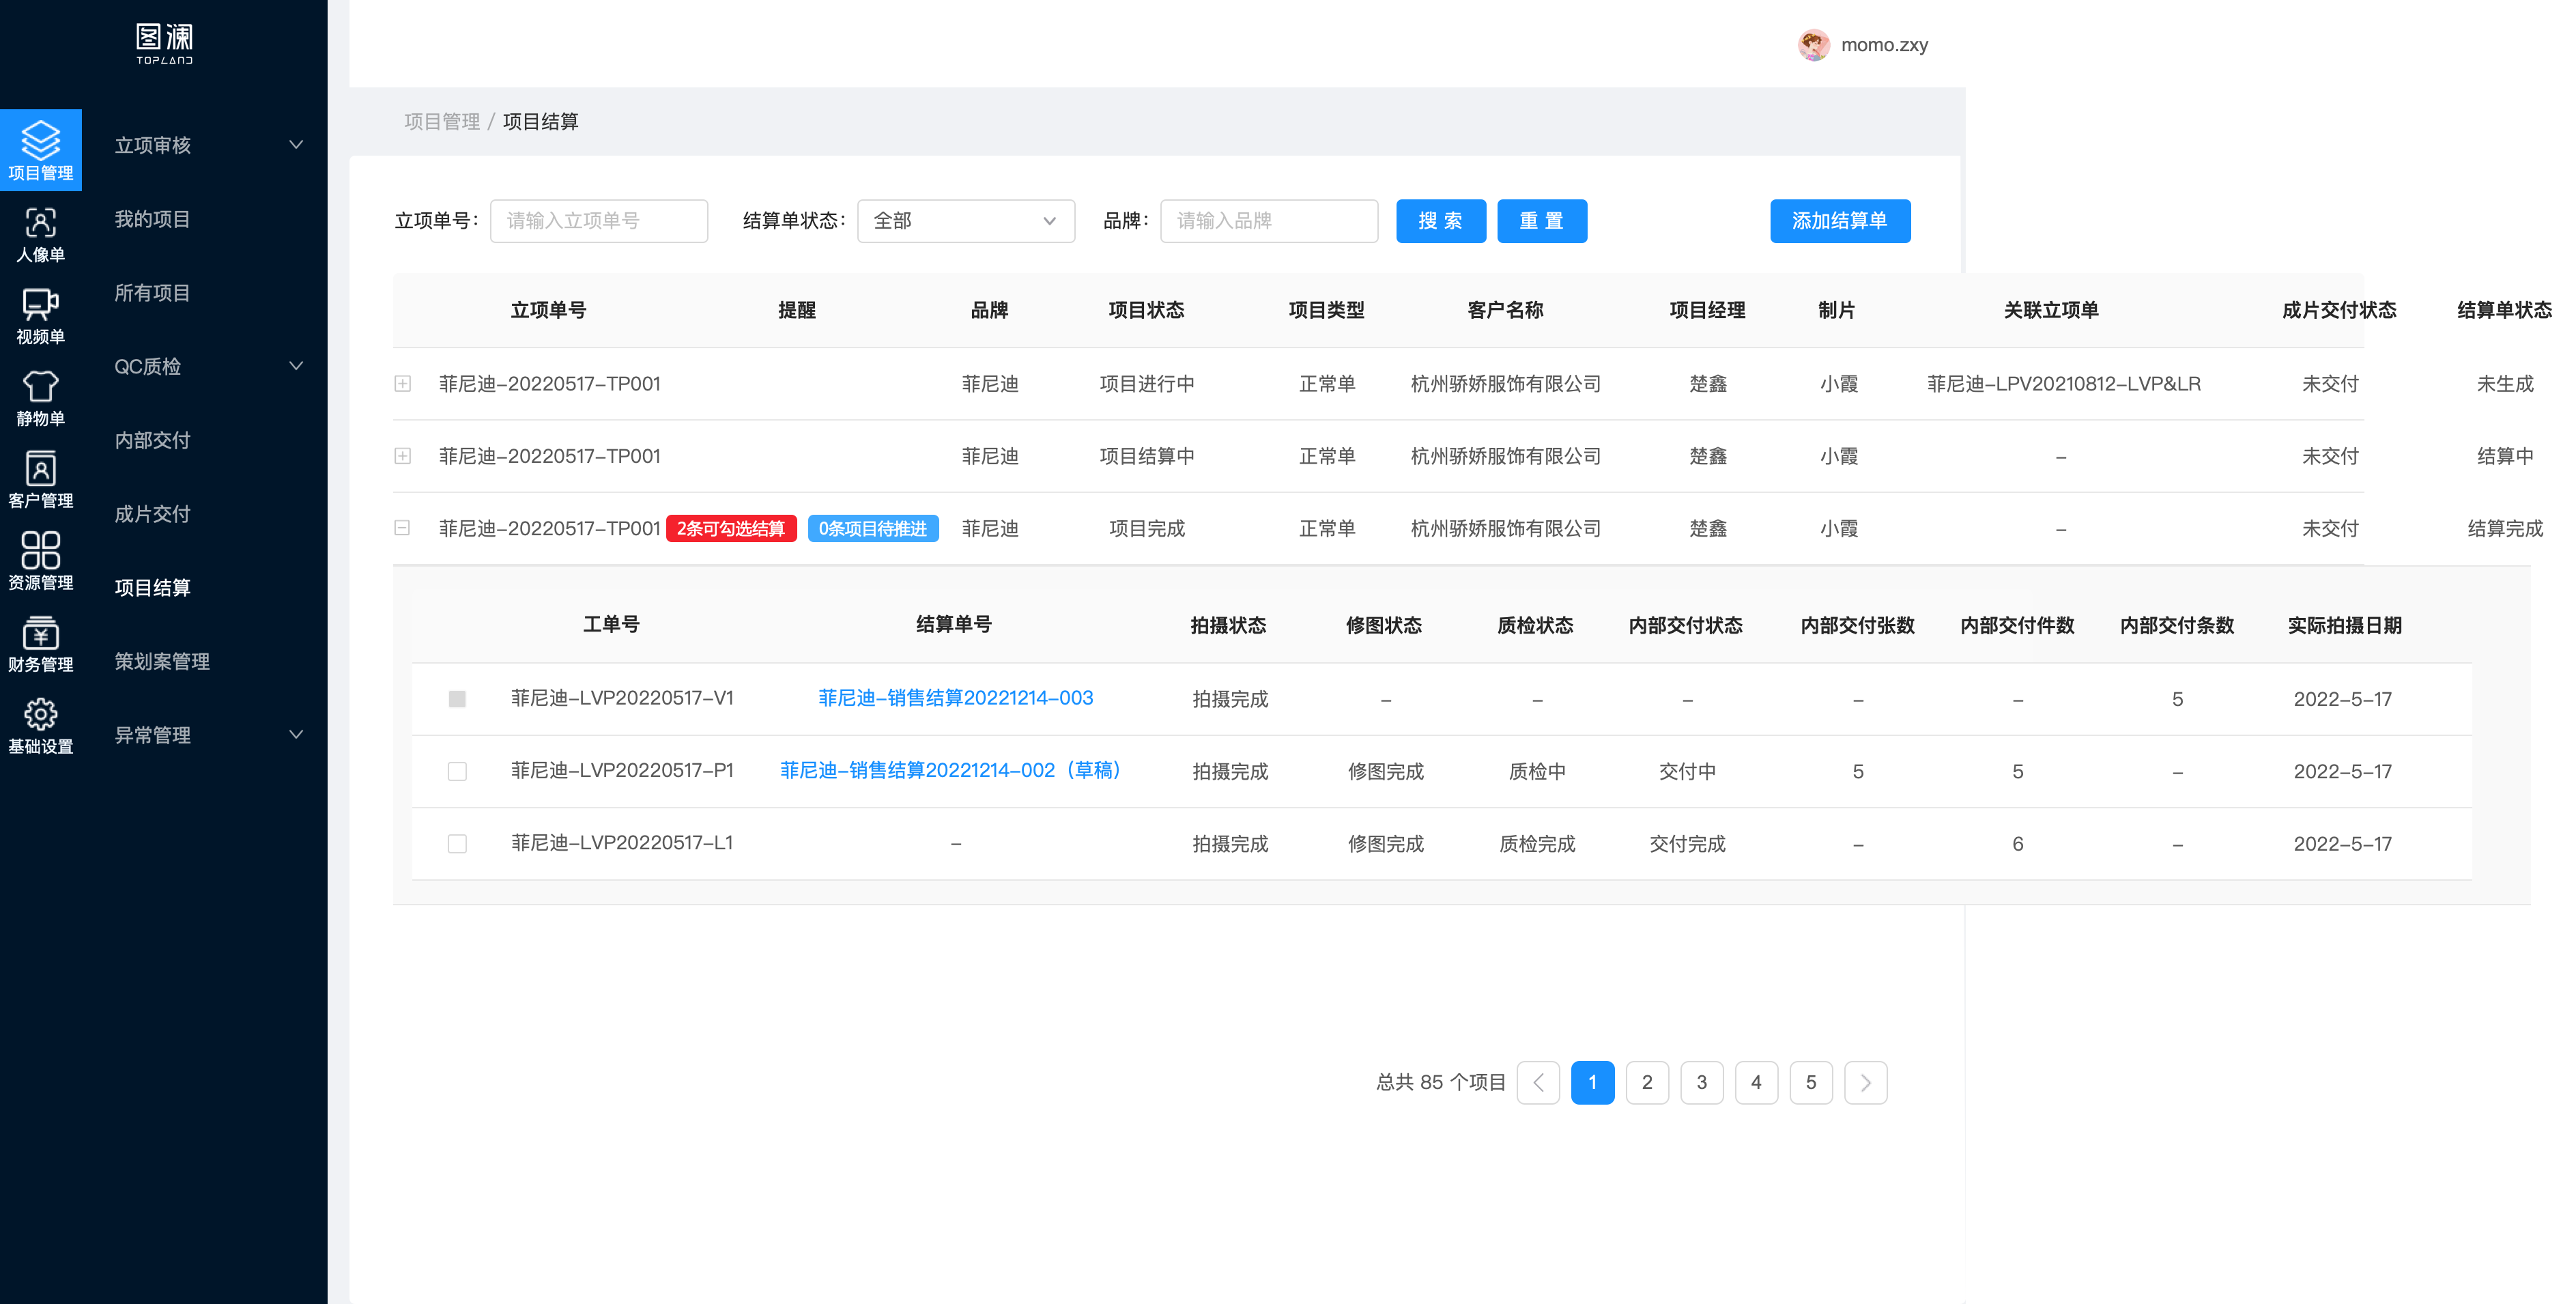 图澜
TOPLAND
momo.zxy
项目管理
人像单
视频单
静物单
客户管理
资源管理
财务管理
基础设置
立项审核
我的项目
所有项目
QC质检
内部交付
成片交付
项目结算
策划案管理
异常管理
项目管理 / 项目结算
立项单号： 请输入立项单号 结算单状态： 全部 品牌： 请输入品牌 搜 索 重 置 添加结算单
立项单号 提醒 品牌 项目状态 项目类型 客户名称 项目经理 制片 关联立项单 成片交付状态 结算单状态
菲尼迪-20220517-TP001 菲尼迪 项目进行中 正常单 杭州骄娇服饰有限公司 楚鑫 小霞 菲尼迪-LPV20210812-LVP&LR 未交付 未生成
菲尼迪-20220517-TP001 菲尼迪 项目结算中 正常单 杭州骄娇服饰有限公司 楚鑫 小霞 - 未交付 结算中
菲尼迪-20220517-TP001 2条可勾选结算 0条项目待推进 菲尼迪 项目完成 正常单 杭州骄娇服饰有限公司 楚鑫 小霞 - 未交付 结算完成
工单号 结算单号 拍摄状态 修图状态 质检状态 内部交付状态 内部交付张数 内部交付件数 内部交付条数 实际拍摄日期
菲尼迪-LVP20220517-V1 菲尼迪-销售结算20221214-003 拍摄完成 - - - - - 5 2022-5-17
菲尼迪-LVP20220517-P1 菲尼迪-销售结算20221214-002（草稿） 拍摄完成 修图完成 质检中 交付中 5 5 - 2022-5-17
菲尼迪-LVP20220517-L1 - 拍摄完成 修图完成 质检完成 交付完成 - 6 - 2022-5-17
总共 85 个项目 1 2 3 4 5